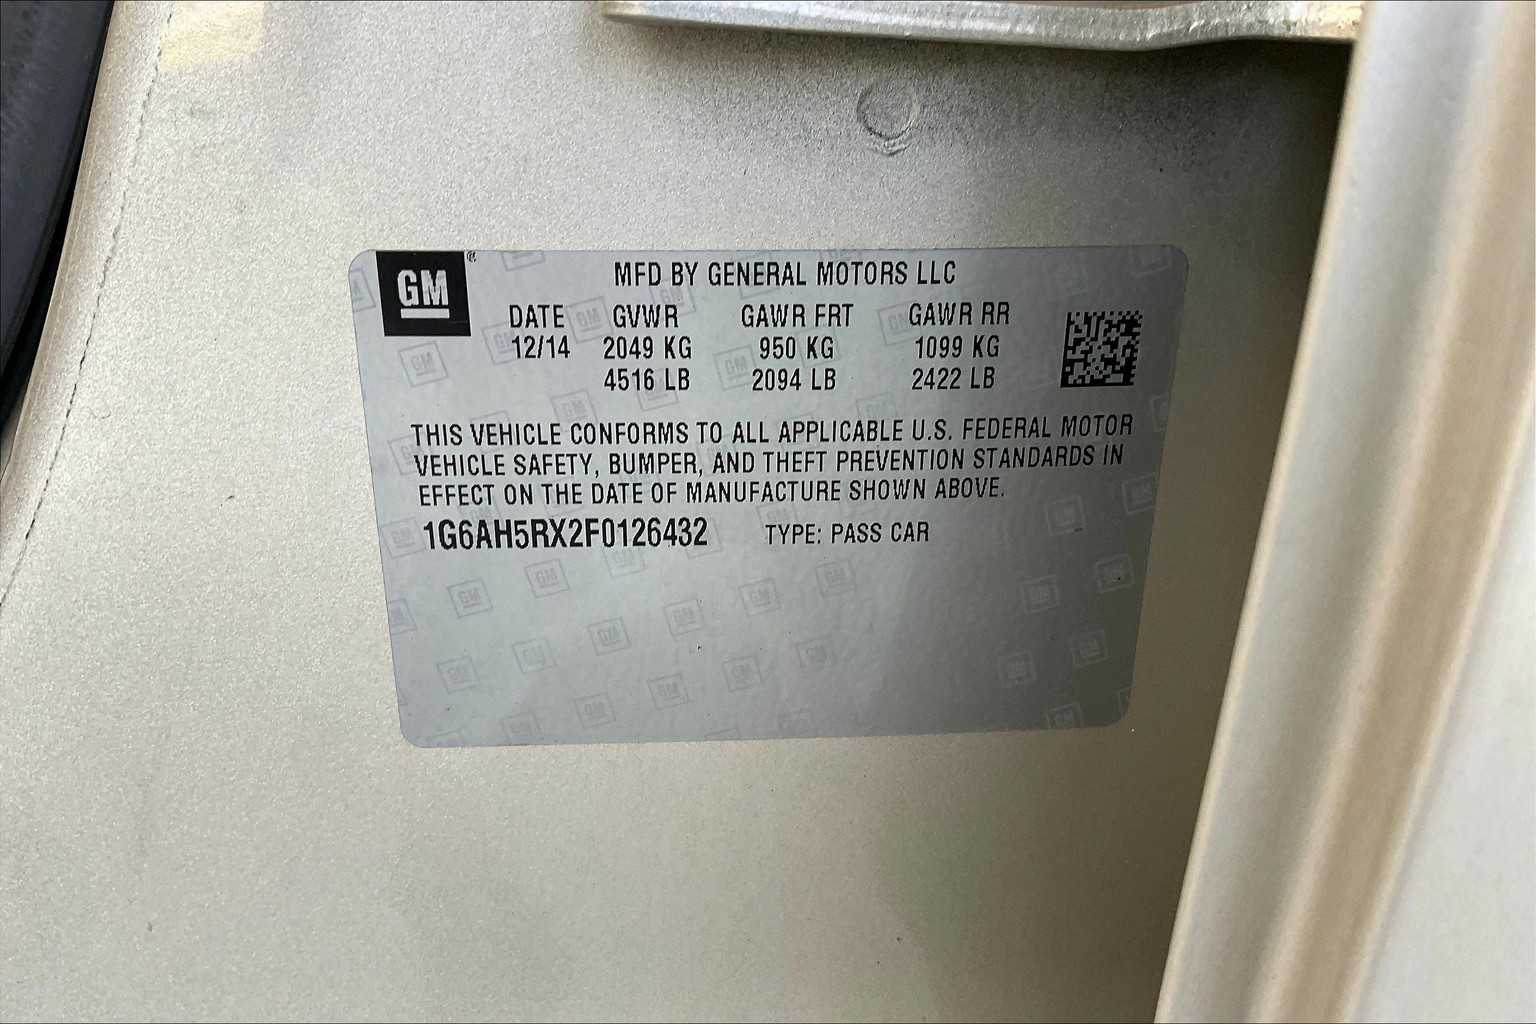 GM ®
MFD BY GENERAL MOTORS LLC
DATE GVWR GAWR FRT GAWR RR
12/14 2049 KG 950 KG 1099 KG
4516 LB 2094 LB 2422 LB
THIS VEHICLE CONFORMS TO ALL APPLICABLE U.S. FEDERAL MOTOR
VEHICLE SAFETY, BUMPER, AND THEFT PREVENTION STANDARDS IN
EFFECT ON THE DATE OF MANUFACTURE SHOWN ABOVE.
1G6AH5RX2F0126432 TYPE: PASS CAR